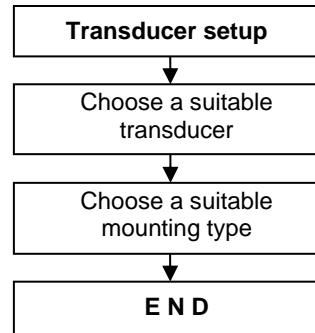 Transducer setup
Choose a suitable
transducer
Choose a suitable
mounting type
E N D